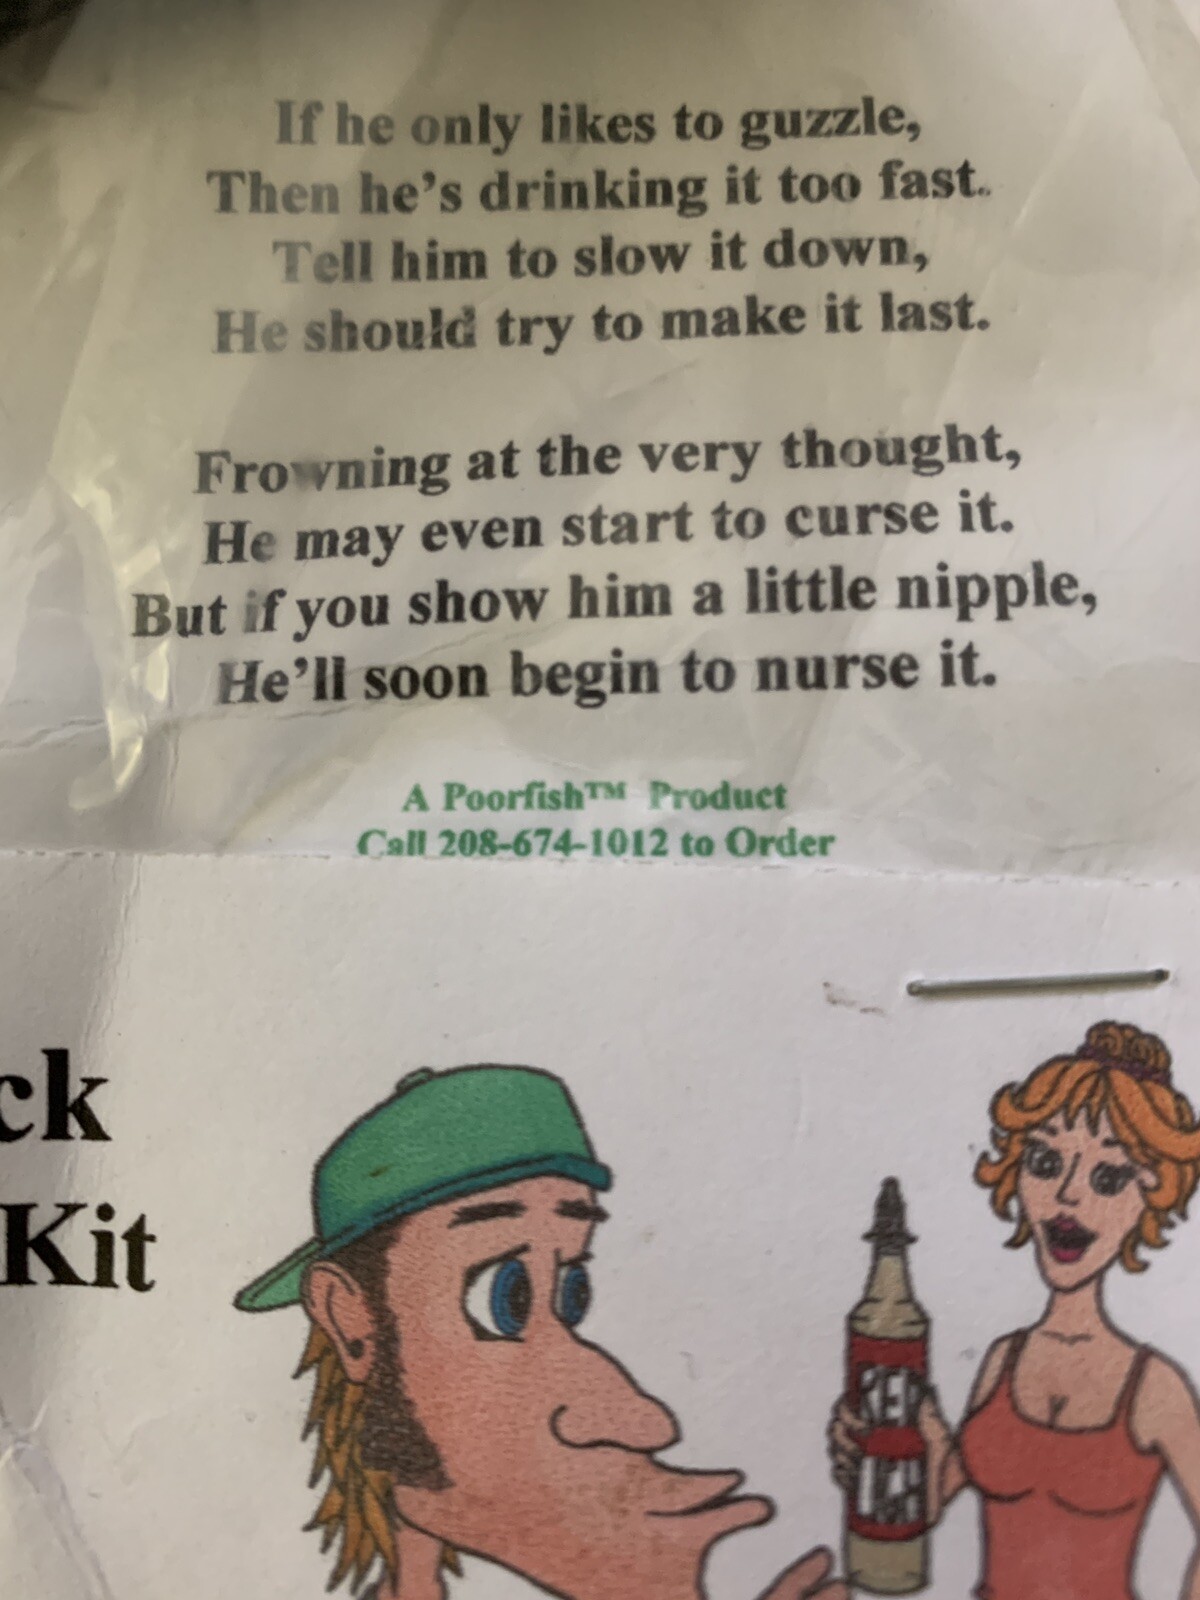 If he only likes to guzzle,
Then he's drinking it too fast.
Tell him to slow it down,
He should try to make it last.
Frowning at the very thought,
He may even start to curse it.
But if you show him a little nipple,
He'll soon begin to nurse it.
A Poorfish™ Product
Call 208-674-1012 to Order
ck
Kit
RED